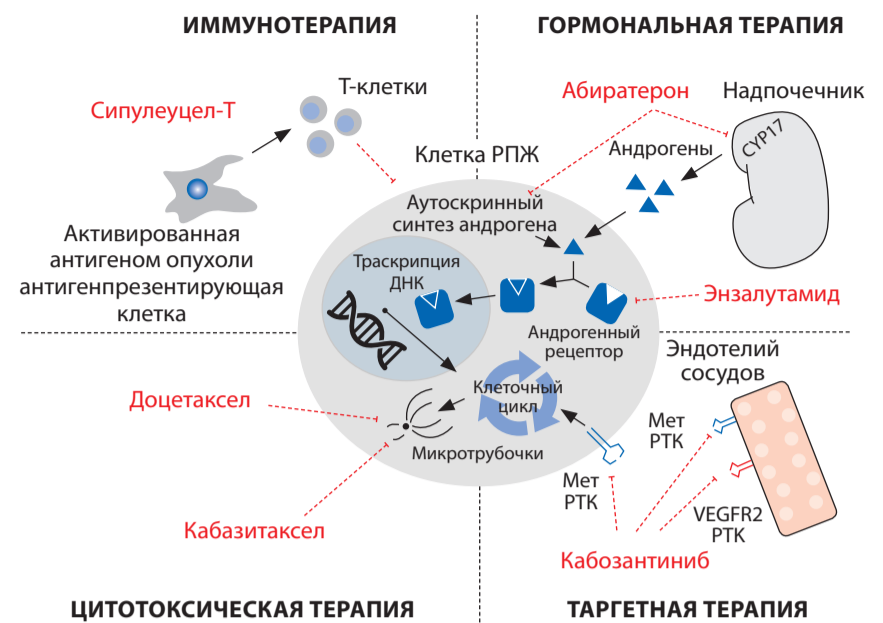 ИММУНОТЕРАПИЯ
ГОРМОНАЛЬНАЯ ТЕРАПИЯ
Сипулеуцел-Т
Т-клетки
Активированная
антигеном опухоли
антигенпрезентирующая
клетка
Клетка РПЖ
Абиратерон
Надпочечник
CYP17
Андрогены
Аутоскринный
синтез андрогена
Траскрипция
ДНК
Энзалутамид
Андрогенный
рецептор
Эндотелий
сосудов
Доцетаксел
Клеточный
цикл
Микротрубочки
Мет
РТК
Мет
РТК
VEGFR2
РТК
Кабазитаксел
Кабозантиниб
ЦИТОТОКСИЧЕСКАЯ ТЕРАПИЯ
ТАРГЕТНАЯ ТЕРАПИЯ